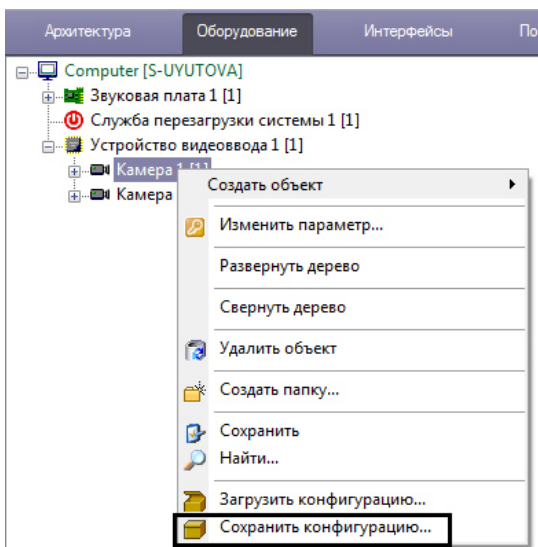 Архитектура Оборудование Интерфейсы
Computer [S-UYUTOVA]
Звуковая плата 1 [1]
Служба перезагрузки системы 1 [1]
Устройство видеоввода 1 [1]
Камера 1 [1]
Камера
Создать объект
Изменить параметр...
Развернуть дерево
Свернуть дерево
Удалить объект
Создать папку...
Сохранить
Найти...
Загрузить конфигурацию...
Сохранить конфигурацию...